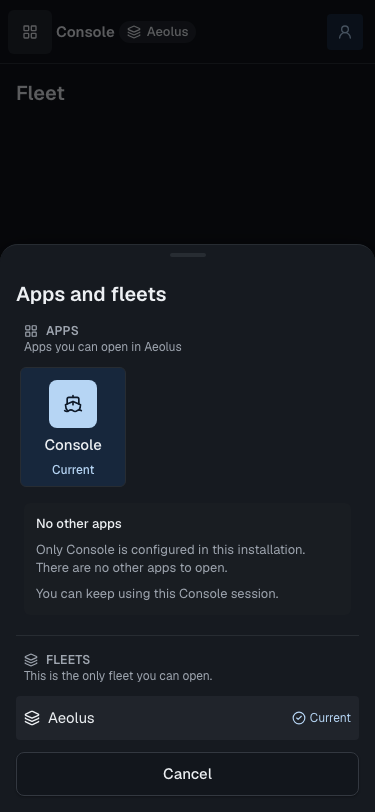 Console Aeolus
Fleet
Apps and fleets
APPS
Apps you can open in Aeolus
Console
Current
No other apps
Only Console is configured in this installation.
There are no other apps to open.
You can keep using this Console session.
FLEETS
This is the only fleet you can open.
Aeolus Current
Cancel